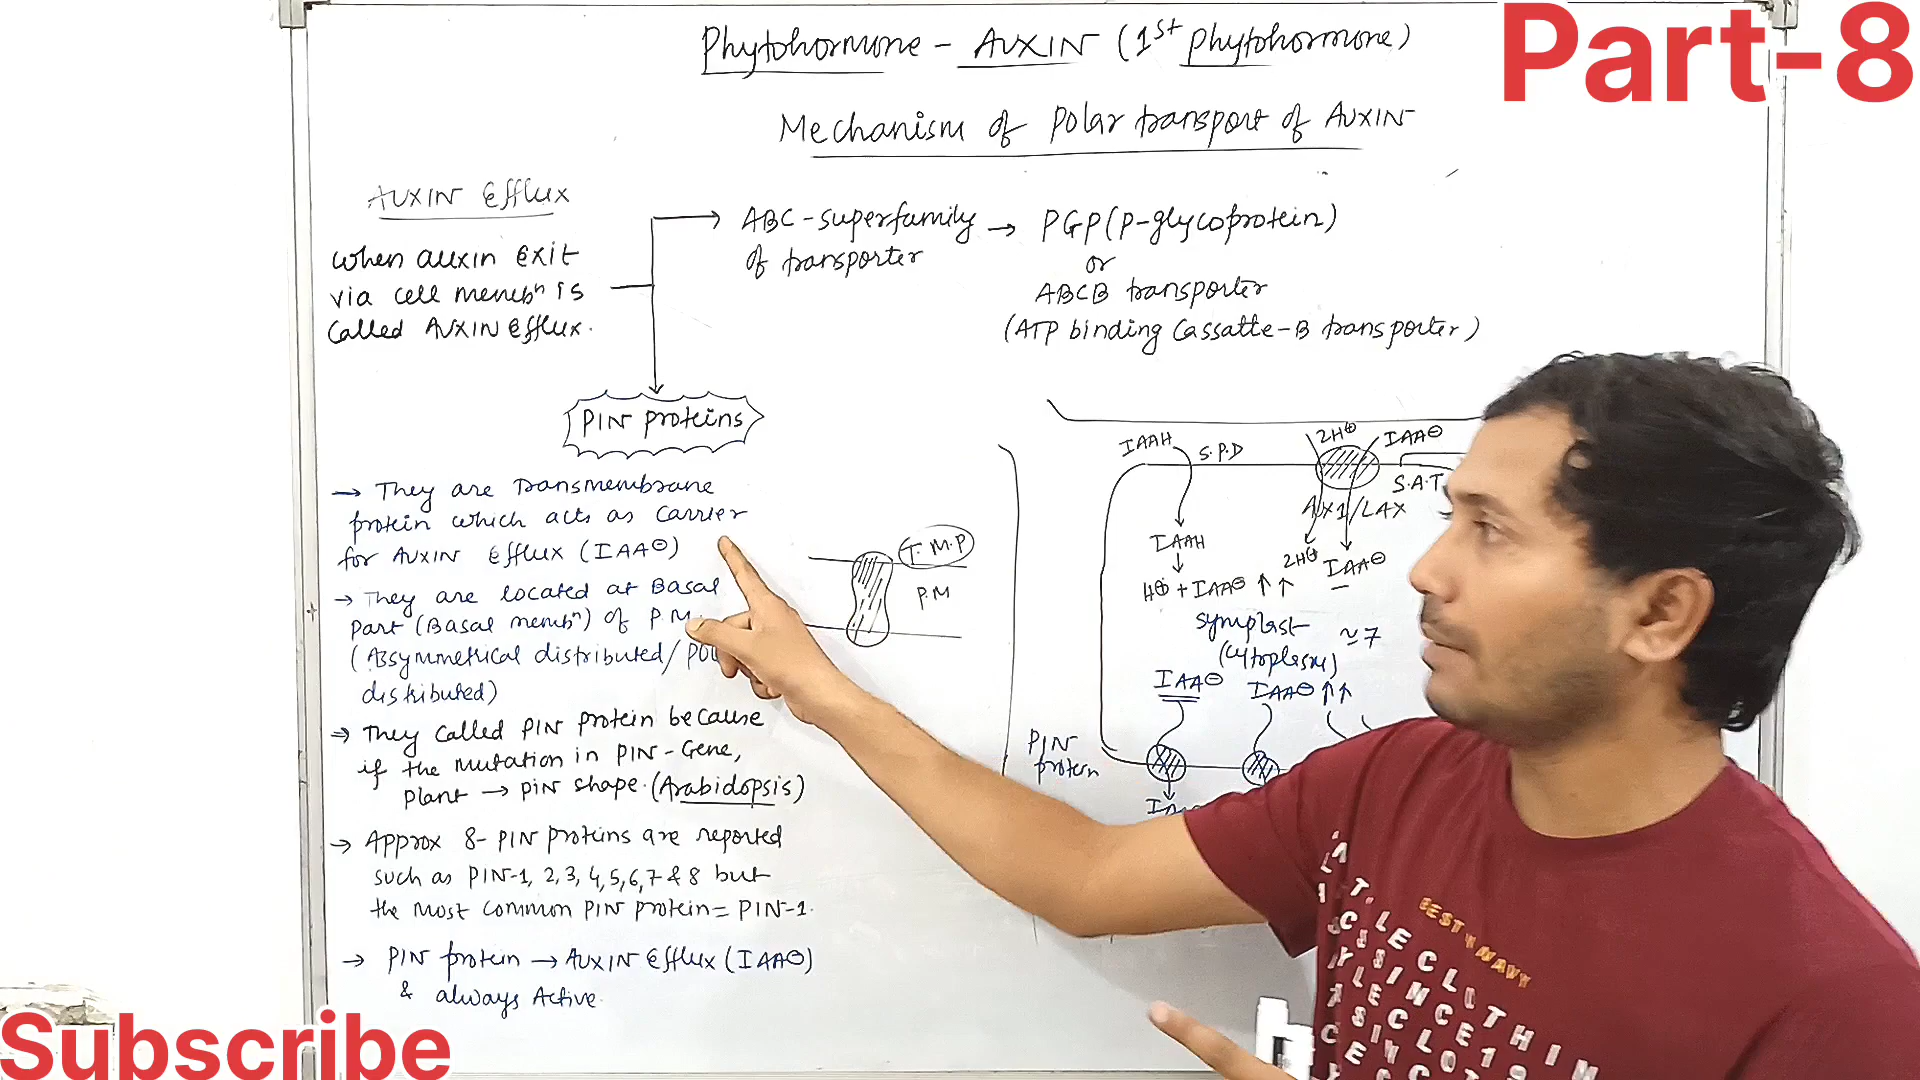 Part-8
Phytohormone - AUXIN (1st Phytohormone)
Mechanism of Polar transport of AUXIN
AUXIN Efflux
when auxin exit
via cell membn is
called AUXIN Efflux.
ABC-superfamily
of transporter
→ PGP (P-glycoprotein)
or
ABCB transporter
(ATP binding Cassatte-B transporter)
PIN proteins
→ They are Transmembrane
protein which acts as carrier
for AUXIN Efflux (IAA⊖)
→ They are located at Basal
Part (Basal membn) of P.M.
(Assymmetrical distributed/
distributed)
⇒ They called PIN protein because
if the mutation in PIN-Gene,
plant → PIN shape. (Arabidopsis)
→ Approx 8-PIN proteins are reported
such as PIN-1, 2, 3, 4, 5, 6, 7 & 8 but
the most common PIN protein = PIN-1.
→ PIN protein → AUXIN Efflux (IAA⊖)
& always Active.
T.M.P
P.M
IAAH
S.P.D
2H⊕
IAA⊖
S.A.T
AUX1/LAX
IAAH
2H⊕
IAA⊖
H⊕ + IAA⊖ ↑↑
symplast
(cytoplasm)
≃7
IAA⊖
IAA⊖ ↑↑
PIN
protein
BESTWAVY
Subscribe